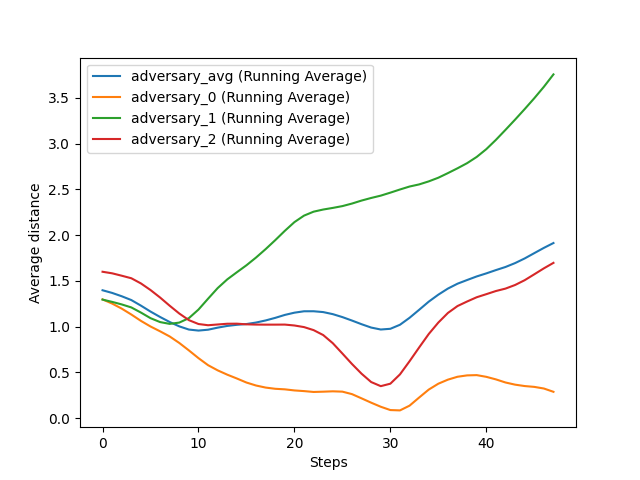 adversary_avg (Running Average)
adversary_0 (Running Average)
adversary_1 (Running Average)
adversary_2 (Running Average)
Average distance
3.5
3.0
2.5
2.0
1.5
1.0
0.5
0.0
0 10 20 30 40
Steps